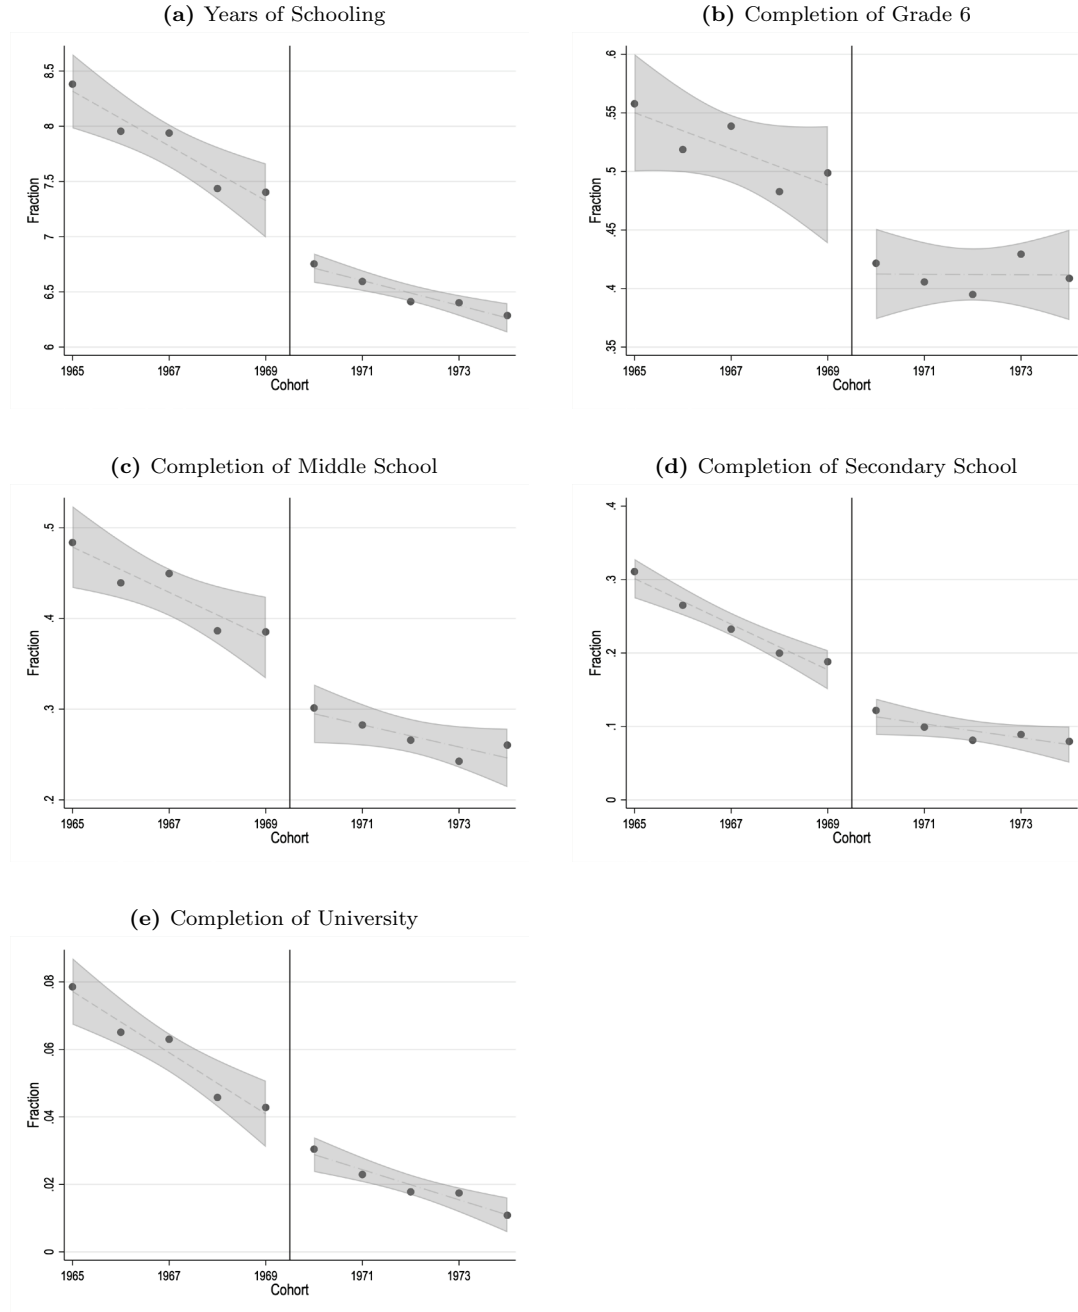 (a) Years of Schooling
Fraction
8.5
8
7.5
7
6.5
6
1965 1967 1969 1971 1973
Cohort
(b) Completion of Grade 6
Fraction
.6
.55
.5
.45
.4
.35
1965 1967 1969 1971 1973
Cohort
(c) Completion of Middle School
Fraction
.5
.4
.3
.2
1965 1967 1969 1971 1973
Cohort
(d) Completion of Secondary School
Fraction
.4
.3
.2
.1
0
1965 1967 1969 1971 1973
Cohort
(e) Completion of University
Fraction
.08
.06
.04
.02
0
1965 1967 1969 1971 1973
Cohort